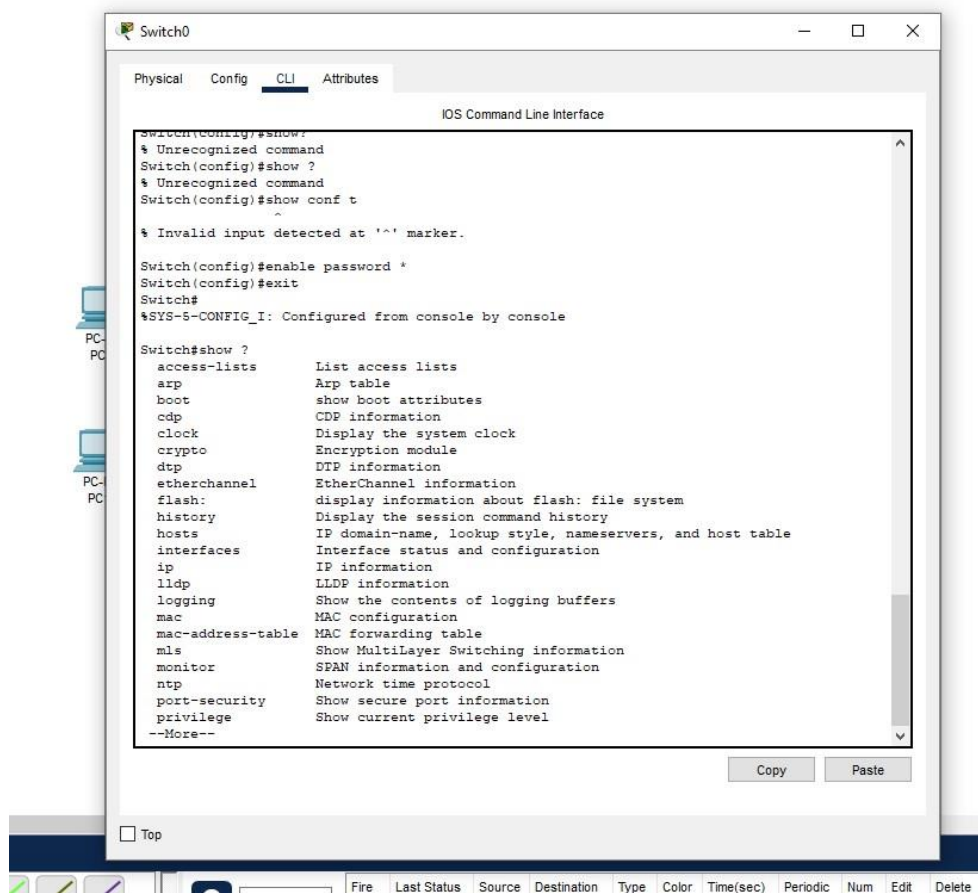 Switch0
Physical Config CLI Attributes
IOS Command Line Interface
Switch(config)#show?
% Unrecognized command
Switch(config)#show ?
% Unrecognized command
Switch(config)#show conf t
^
% Invalid input detected at '^' marker.
Switch(config)#enable password *
Switch(config)#exit
Switch#
%SYS-5-CONFIG_I: Configured from console by console
Switch#show ?
access-lists List access lists
arp Arp table
boot show boot attributes
cdp CDP information
clock Display the system clock
crypto Encryption module
dtp DTP information
etherchannel EtherChannel information
flash: display information about flash: file system
history Display the session command history
hosts IP domain-name, lookup style, nameservers, and host table
interfaces Interface status and configuration
ip IP information
lldp LLDP information
logging Show the contents of logging buffers
mac MAC configuration
mac-address-table MAC forwarding table
mls Show MultiLayer Switching information
monitor SPAN information and configuration
ntp Network time protocol
port-security Show secure port information
privilege Show current privilege level
--More--
PC-
PC
PC-
PC
Copy Paste
Top
Fire Last Status Source Destination Type Color Time(sec) Periodic Num Edit Delete